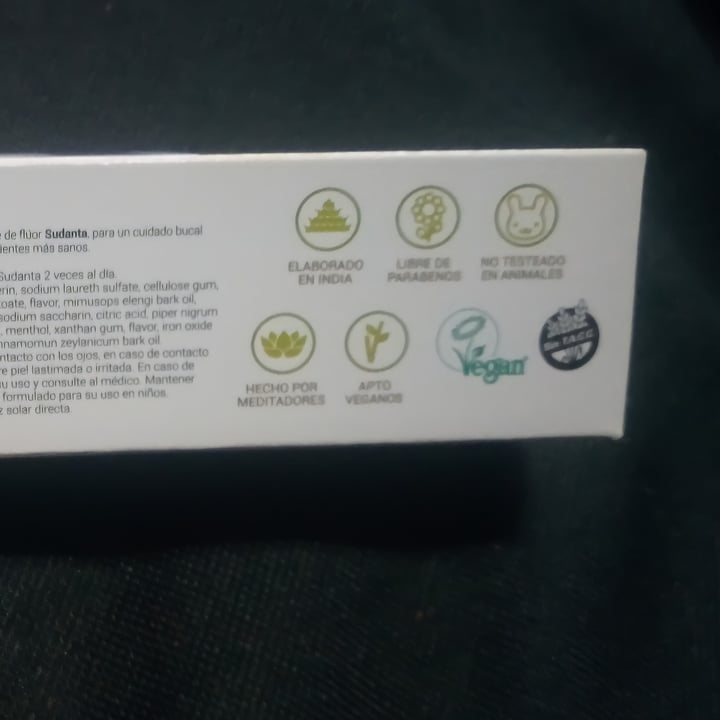 e de flúor Sudanta, para un cuidado bucal
ientes más sanos.
Sudanta 2 veces al día.
erin, sodium laureth sulfate, cellulose gum,
oate, flavor, mimusops elengi bark oil,
sodium saccharin, citric acid, piper nigrum
, menthol, xanthan gum, flavor, iron oxide
nnamomun zeylanicum bark oil.
ntacto con los ojos, en caso de contacto
re piel lastimada o irritada. En caso de
u uso y consulte al médico. Mantener
formulado para su uso en niños.
z solar directa.
ELABORADO
EN INDIA
LIBRE DE
PARABENOS
NO TESTEADO
EN ANIMALES
HECHO POR
MEDITADORES
APTO
VEGANOS
Vegan
Sin T.A.C.C.